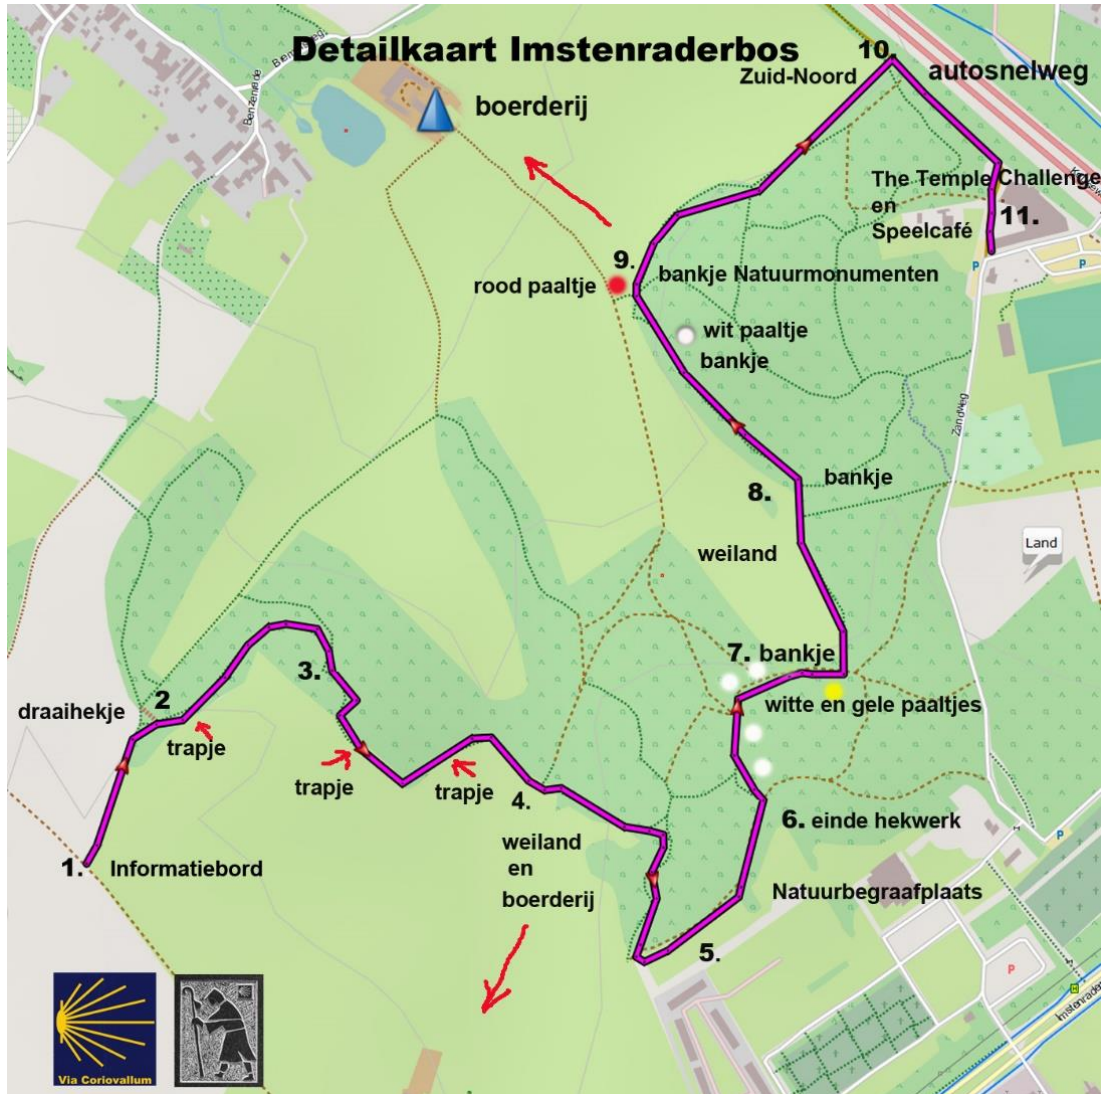 Detailkaart Imstenraderbos
10.
Zuid-Noord
autosnelweg
boerderij
Benzenrade
The Temple Challenge
en
Speelcafé
11.
P
P
9.
bankje Natuurmonumenten
rood paaltje
wit paaltje
bankje
Zandweg
8.
bankje
weiland
Land
7. bankje
witte en gele paaltjes
3.
2
draaihekje
trapje
trapje
trapje
4.
6. einde hekwerk
P
weiland
en
boerderij
1.
Informatiebord
Natuurbegraafplaats
5.
P
H
Imstenrader
Via Coriovallum